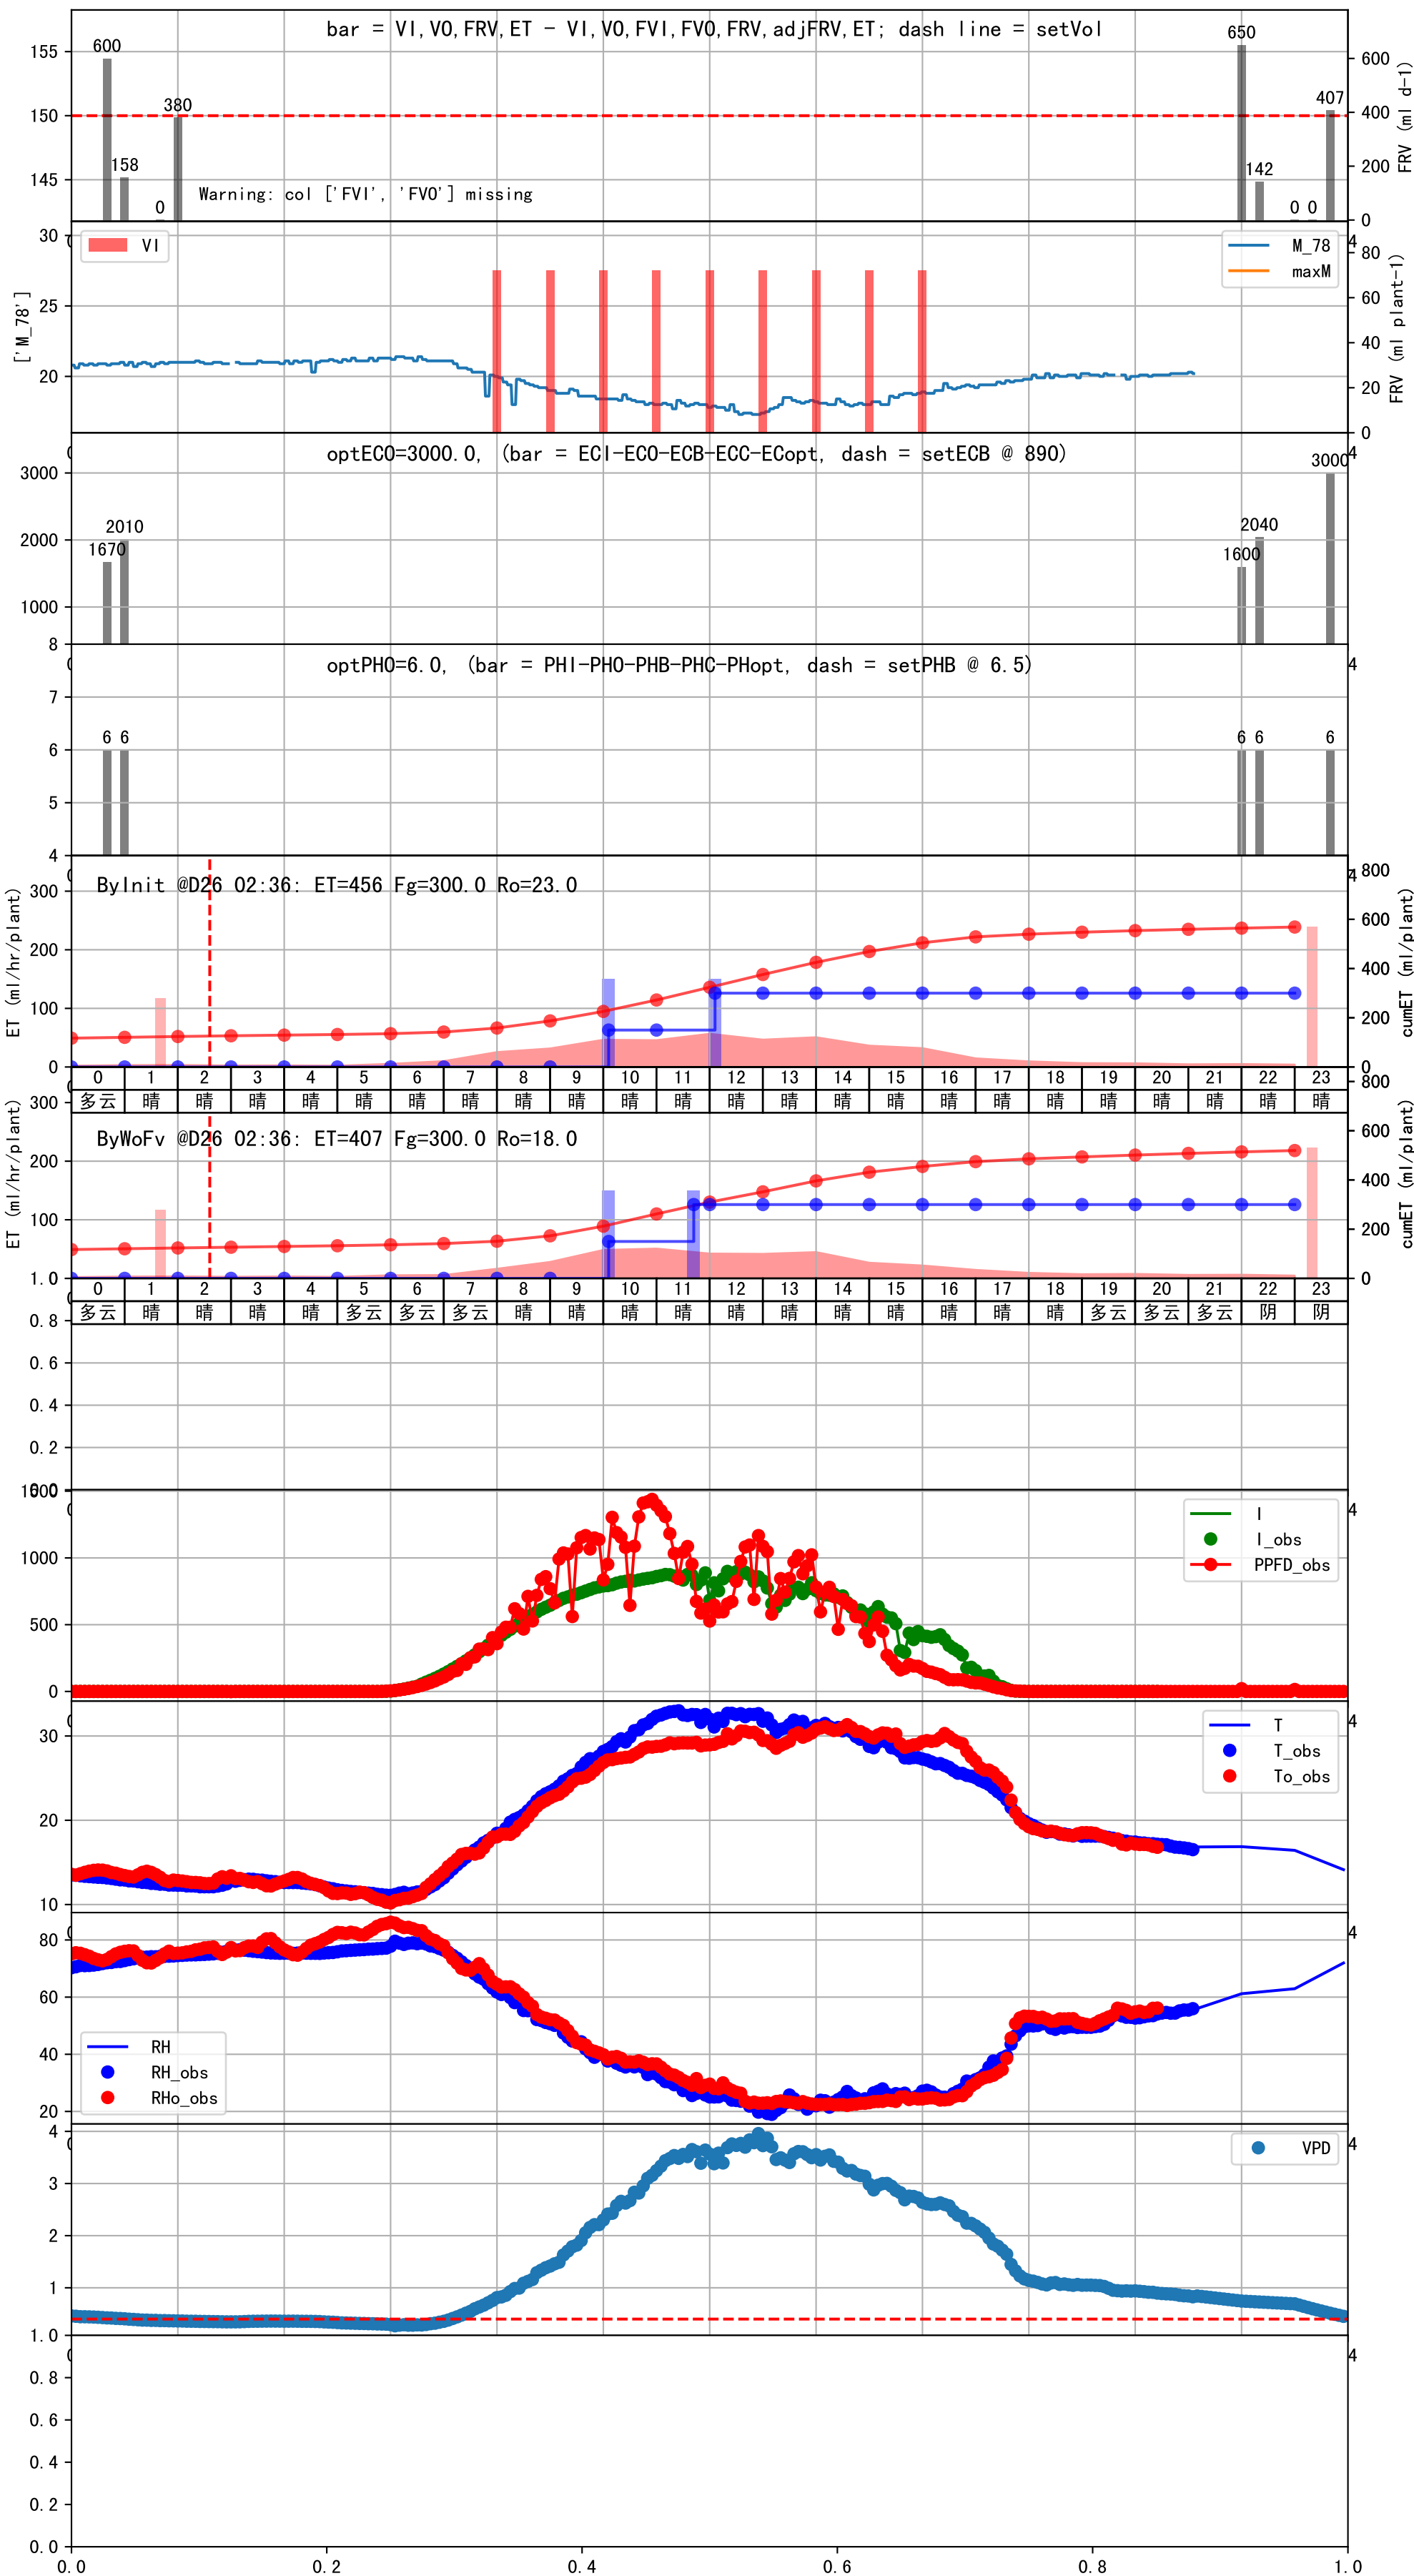 bar = VI,VO,FRV,ET - VI,VO,FVI,FVO,FRV,adjFRV,ET; dash line = setVol
155
150
145
600
158
0
380
650
142
0
0
407
600
400
200
0
FRV (ml d-1)
Warning: col ['FVI', 'FVO'] missing
['M_78']
30
25
20
VI
M_78
maxM
4
80
60
40
20
0
FRV (ml plant-1)
optECO=3000.0, (bar = ECI-ECO-ECB-ECC-ECopt, dash = setECB @ 890)
3000
2000
1000
1670
2010
1600
2040
3000
4
optPHO=6.0, (bar = PHI-PHO-PHB-PHC-PHopt, dash = setPHB @ 6.5)
8
7
6
5
4
6
6
6
6
6
4
ByInit @D26 02:36: ET=456 Fg=300.0 Ro=23.0
ET (ml/hr/plant)
300
200
100
0
800
600
400
200
0
cumET (ml/plant)
0 1 2 3 4 5 6 7 8 9 10 11 12 13 14 15 16 17 18 19 20 21 22 23
多云 晴 晴 晴 晴 晴 晴 晴 晴 晴 晴 晴 晴 晴 晴 晴 晴 晴 晴 晴 晴 晴 晴 晴
ByWoFv @D26 02:36: ET=407 Fg=300.0 Ro=18.0
ET (ml/hr/plant)
300
200
100
800
600
400
200
0
cumET (ml/plant)
0 1 2 3 4 5 6 7 8 9 10 11 12 13 14 15 16 17 18 19 20 21 22 23
多云 晴 晴 晴 晴 多云 多云 多云 晴 晴 晴 晴 晴 晴 晴 晴 晴 晴 晴 多云 多云 多云 阴 阴
1.0
0.8
0.6
0.4
0.2
1000
500
0
I
I_obs
PPFD_obs
4
30
20
10
T
T_obs
To_obs
4
80
60
40
20
RH
RH_obs
RHo_obs
4
4
3
2
1
VPD
4
1.0
0.8
0.6
0.4
0.2
0.0
4
0.0 0.2 0.4 0.6 0.8 1.0